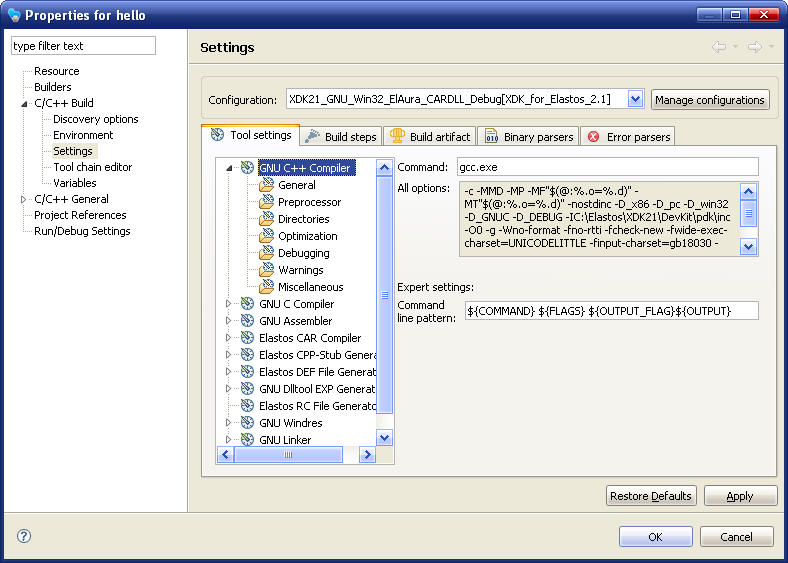 Properties for hello
type filter text
Resource
Builders
C/C++ Build
Discovery options
Environment
Settings
Tool chain editor
Variables
C/C++ General
Project References
Run/Debug Settings
Settings
Configuration:
XDK21_GNU_Win32_ElAura_CARDLL_Debug[XDK_for_Elastos_2.1]
Manage configurations
Tool settings
Build steps
Build artifact
Binary parsers
Error parsers
GNU C++ Compiler
General
Preprocessor
Directories
Optimization
Debugging
Warnings
Miscellaneous
GNU C Compiler
GNU Assembler
Elastos CAR Compiler
Elastos CPP-Stub Genera
Elastos DEF File Generat
GNU Dlltool EXP Generat
Elastos RC File Generato
GNU Windres
GNU Linker
Command:
gcc.exe
All options:
-c -MMD -MP -MF"$(@:%.o=%.d)" -
MT"$(@:%.o=%.d)" -nostdinc -D_x86 -D_pc -D_win32
-D_GNUC -D_DEBUG -IC:\Elastos\XDK21\DevKit\pdk\inc
-O0 -g -Wno-format -fno-rtti -fcheck-new -fwide-exec-
charset=UNICODELITTLE -finput-charset=gb18030 -
Expert settings:
Command
line pattern:
${COMMAND} ${FLAGS} ${OUTPUT_FLAG}${OUTPUT}
Restore Defaults
Apply
OK
Cancel